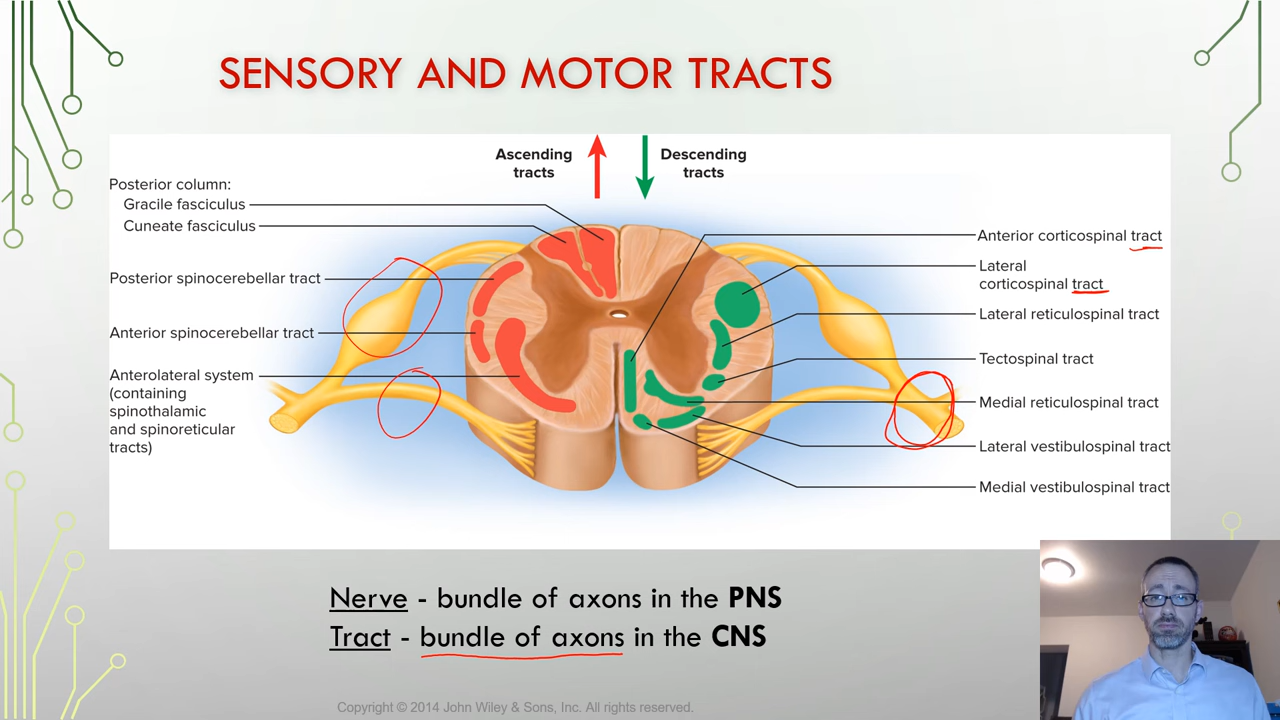 SENSORY AND MOTOR TRACTS
Ascending
tracts
Descending
tracts
Posterior column:
Gracile fasciculus
Cuneate fasciculus
Posterior spinocerebellar tract
Anterior spinocerebellar tract
Anterolateral system
(containing
spinothalamic
and spinoreticular
tracts)
Anterior corticospinal tract
Lateral
corticospinal tract
Lateral reticulospinal tract
Tectospinal tract
Medial reticulospinal tract
Lateral vestibulospinal tract
Medial vestibulospinal tract
Nerve - bundle of axons in the PNS
Tract - bundle of axons in the CNS
Copyright © 2014 John Wiley & Sons, Inc. All rights reserved.